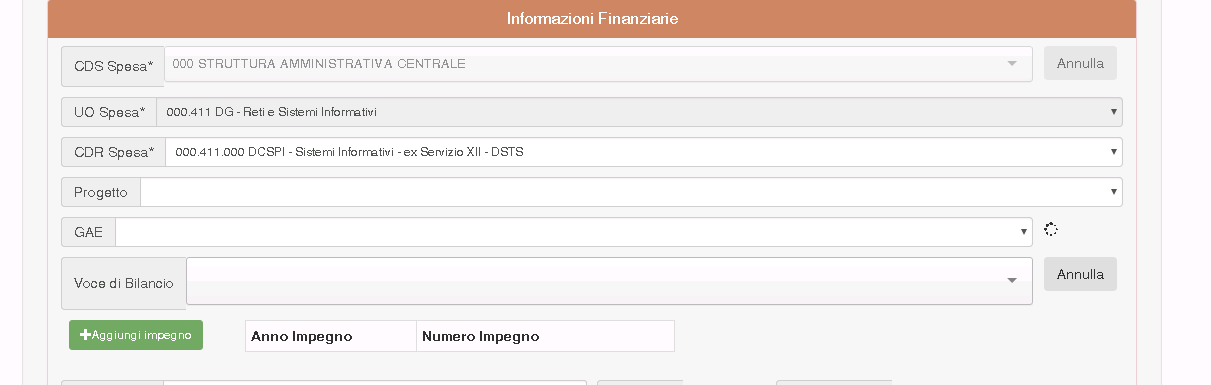 Informazioni Finanziarie
CDS Spesa* 000 STRUTTURA AMMINISTRATIVA CENTRALE Annulla
UO Spesa* 000.411 DG - Reti e Sistemi Informativi
CDR Spesa* 000.411.000 DCSPI - Sistemi Informativi - ex Servizio XII - DSTS
Progetto
GAE
Voce di Bilancio Annulla
Aggiungi impegno Anno Impegno Numero Impegno